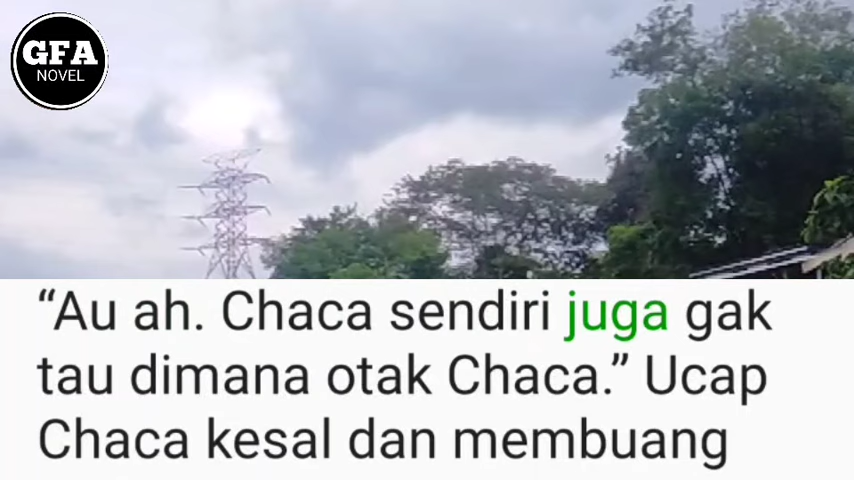 GFA
NOVEL
“Au ah. Chaca sendiri juga gak
tau dimana otak Chaca.” Ucap
Chaca kesal dan membuang